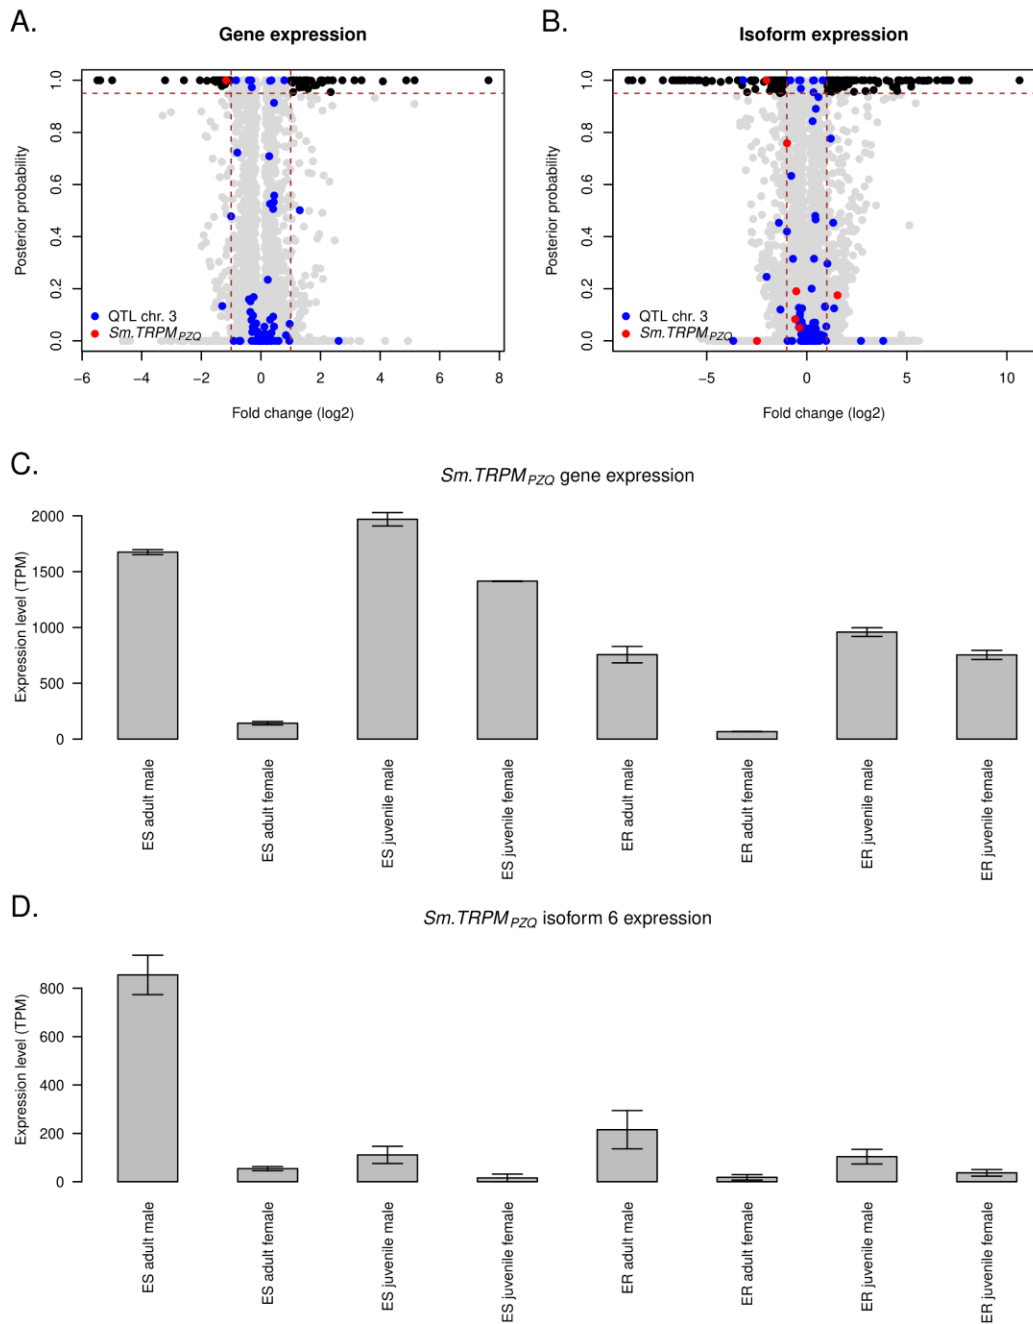 A.
Gene expression
Posterior probability
1.0
0.8
0.6
0.4
0.2
0.0
QTL chr. 3
Sm.TRPM_PZQ
−6 −4 −2 0 2 4 6 8
Fold change (log2)
B.
Isoform expression
Posterior probability
1.0
0.8
0.6
0.4
0.2
0.0
QTL chr. 3
Sm.TRPM_PZQ
−5 0 5 10
Fold change (log2)
C.
Sm.TRPM_PZQ gene expression
Expression level (TPM)
2000
1500
1000
500
0
ES adult male
ES adult female
ES juvenile male
ES juvenile female
ER adult male
ER adult female
ER juvenile male
ER juvenile female
D.
Sm.TRPM_PZQ isoform 6 expression
Expression level (TPM)
800
600
400
200
0
ES adult male
ES adult female
ES juvenile male
ES juvenile female
ER adult male
ER adult female
ER juvenile male
ER juvenile female